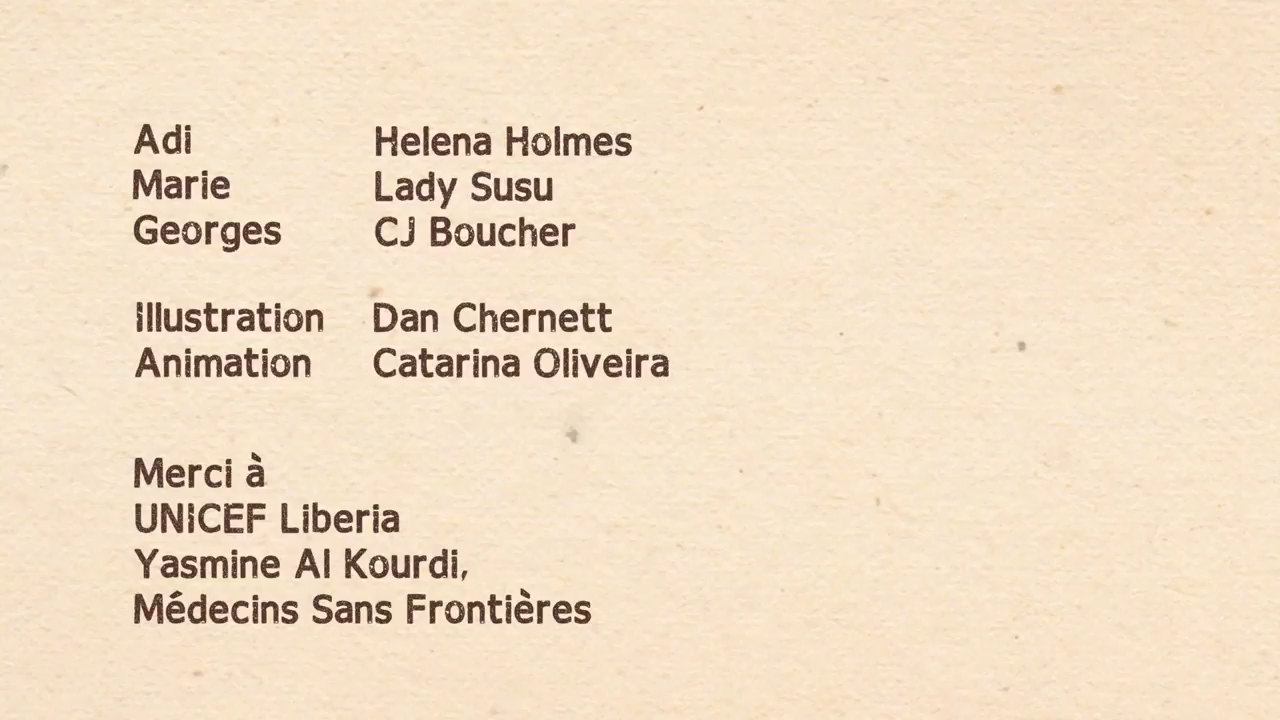 Adi Helena Holmes
Marie Lady Susu
Georges CJ Boucher
Illustration Dan Chernett
Animation Catarina Oliveira
Merci à
UNICEF Liberia
Yasmine Al Kourdi,
Médecins Sans Frontières